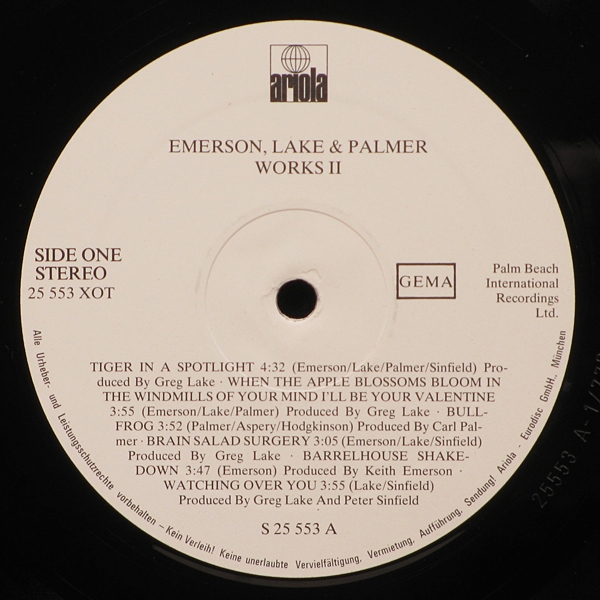 ariola
EMERSON, LAKE & PALMER
WORKS II
SIDE ONE
STEREO
25 553 XOT
GEMA
Palm Beach
International
Recordings
Ltd.
TIGER IN A SPOTLIGHT 4:32 (Emerson/Lake/Palmer/Sinfield) Pro-
duced By Greg Lake · WHEN THE APPLE BLOSSOMS BLOOM IN
THE WINDMILLS OF YOUR MIND I'LL BE YOUR VALENTINE
3:55 (Emerson/Lake/Palmer) Produced By Greg Lake · BULL-
FROG 3:52 (Palmer/Aspery/Hodgkinson) Produced By Carl Pal-
mer · BRAIN SALAD SURGERY 3:05 (Emerson/Lake/Sinfield)
Produced By Greg Lake · BARRELHOUSE SHAKE-
DOWN 3:47 (Emerson) Produced By Keith Emerson ·
WATCHING OVER YOU 3:55 (Lake/Sinfield)
Produced By Greg Lake And Peter Sinfield
S 25 553 A
Alle Urheber- und Leistungsschutzrechte vorbehalten – Kein Verleih! Keine unerlaubte Vervielfältigung, Vermietung, Aufführung, Sendung! Ariola - Eurodisc GmbH., München
25553 A-1/